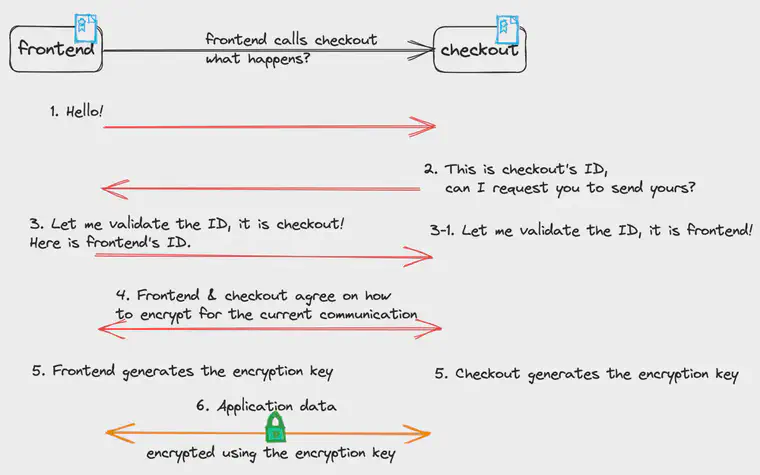 frontend
frontend calls checkout
what happens?
checkout
1. Hello!
2. This is checkout's ID,
can I request you to send yours?
3. Let me validate the ID, it is checkout!
Here is frontend's ID.
3-1. Let me validate the ID, it is frontend!
4. Frontend & checkout agree on how
to encrypt for the current communication
5. Frontend generates the encryption key
5. Checkout generates the encryption key
6. Application data
encrypted using the encryption key